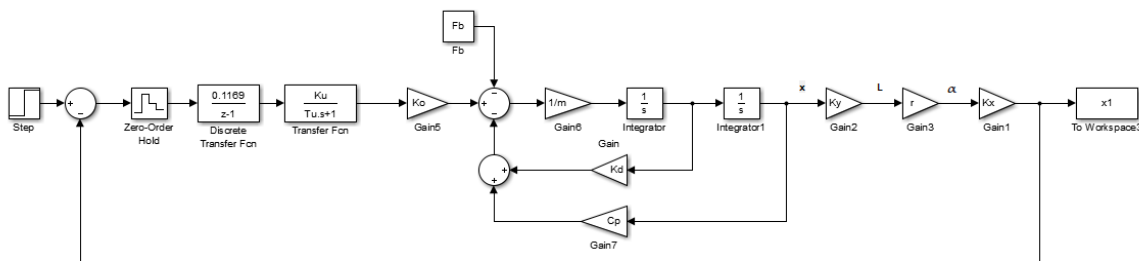 Fb
Fb
Step
Zero-Order
Hold
0.1169
z-1
Discrete
Transfer Fcn
Ku
Tu.s+1
Transfer Fcn
Ko
Gain5
1/m
Gain6
1
s
Integrator
1
s
Integrator1
x
Ky
Gain2
L
r
Gain3
α
Kx
Gain1
x1
To Workspace3
Gain
Kd
Cp
Gain7